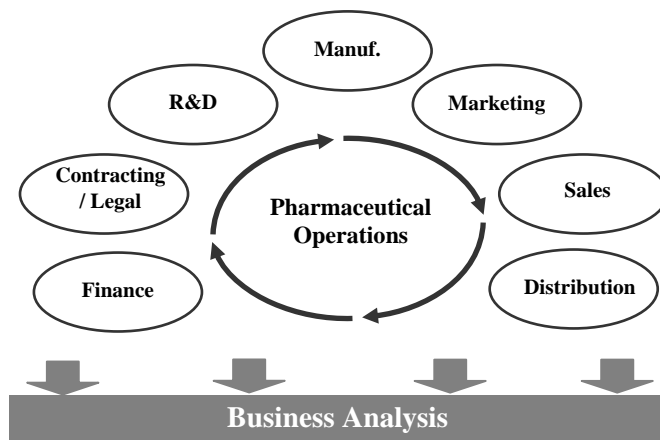 Manuf.
R&D
Marketing
Contracting
/ Legal
Sales
Pharmaceutical
Operations
Finance
Distribution
Business Analysis